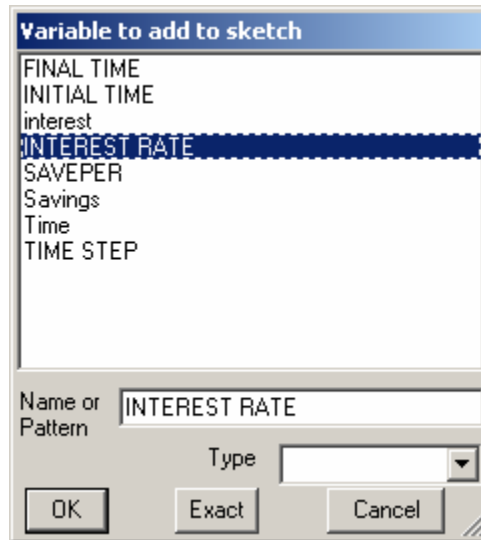 Variable to add to sketch
FINAL TIME
INITIAL TIME
interest
INTEREST RATE
SAVEPER
Savings
Time
TIME STEP
Name or
Pattern
INTEREST RATE
Type
OK Exact Cancel